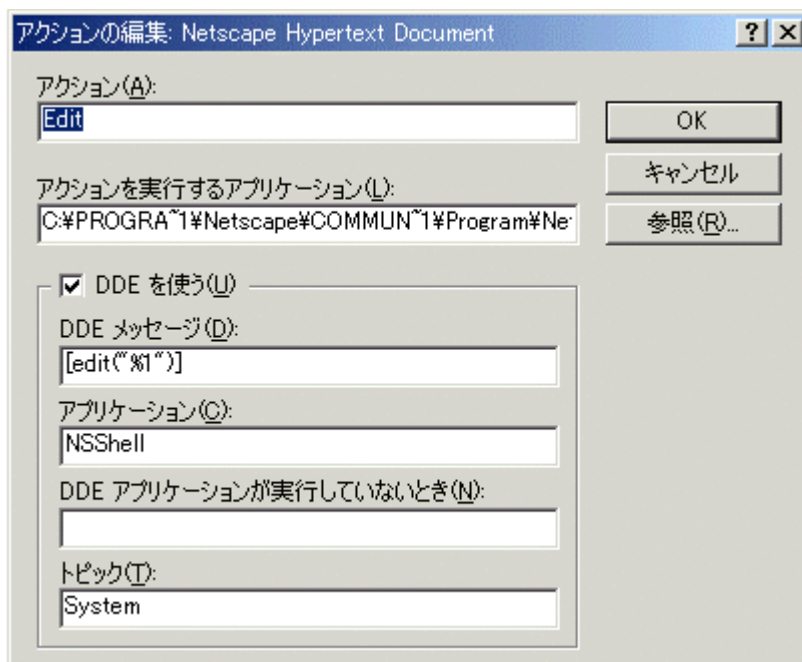 アクションの編集: Netscape Hypertext Document
アクション(A):
Edit
OK
キャンセル
アクションを実行するアプリケーション(L):
C:¥PROGRA~1¥Netscape¥COMMUN~1¥Program¥Ne
参照(R)...
DDE を使う(U)
DDE メッセージ(D):
[edit("%1")]
アプリケーション(C):
NSShell
DDE アプリケーションが実行していないとき(N):
トピック(T):
System